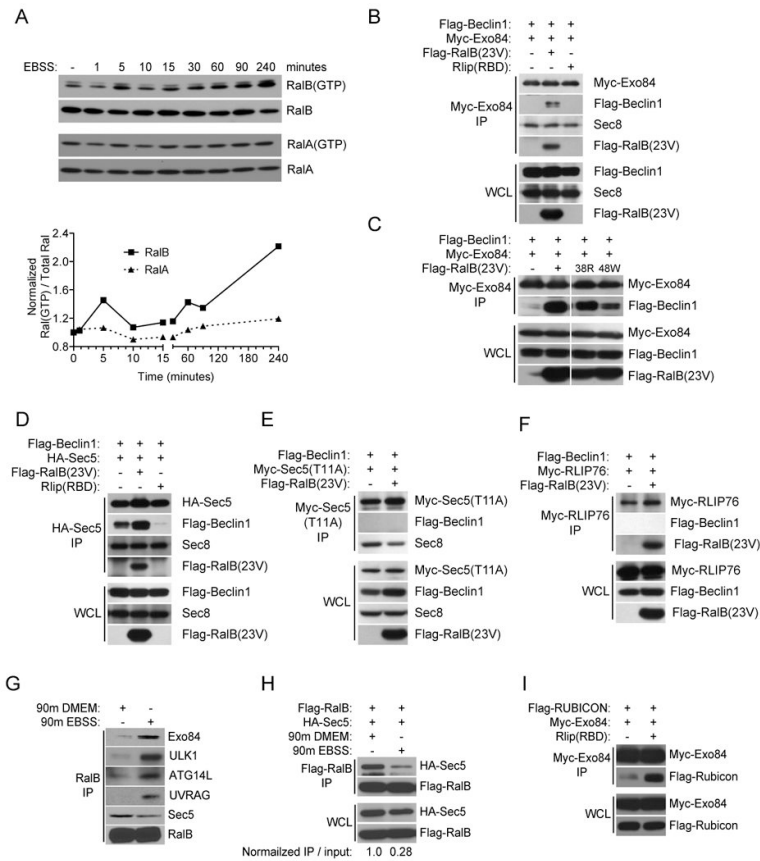 A
EBSS: - 1 5 10 15 30 60 90 240 minutes
RalB(GTP)
RalB
RalA(GTP)
RalA
Normalized
Ral(GTP) / Total Ral
2.4
2.0
1.6
1.2
0.8
RalB
RalA
0 5 10 15 60 120 180 240
Time (minutes)
B
Flag-Beclin1: + + +
Myc-Exo84: + + +
Flag-RalB(23V): - + -
Rlip(RBD): - - +
Myc-Exo84
IP
Myc-Exo84
Flag-Beclin1
Sec8
Flag-RalB(23V)
WCL
Flag-Beclin1
Sec8
Flag-RalB(23V)
C
Flag-Beclin1: + + + +
Myc-Exo84: + + + +
Flag-RalB(23V): - + 38R 48W
Myc-Exo84
IP
Myc-Exo84
Flag-Beclin1
WCL
Myc-Exo84
Flag-Beclin1
Flag-RalB(23V)
D
Flag-Beclin1: + + +
HA-Sec5: + + +
Flag-RalB(23V): - + -
Rlip(RBD): - - +
HA-Sec5
IP
HA-Sec5
Flag-Beclin1
Sec8
Flag-RalB(23V)
WCL
Flag-Beclin1
Sec8
Flag-RalB(23V)
E
Flag-Beclin1: + +
Myc-Sec5(T11A): + +
Flag-RalB(23V): - +
Myc-Sec5
(T11A)
IP
Myc-Sec5(T11A)
Flag-Beclin1
Sec8
WCL
Myc-Sec5(T11A)
Flag-Beclin1
Sec8
Flag-RalB(23V)
F
Flag-Beclin1: + +
Myc-RLIP76: + +
Flag-RalB(23V): - +
Myc-RLIP76
IP
Myc-RLIP76
Flag-Beclin1
Flag-RalB(23V)
WCL
Myc-RLIP76
Flag-Beclin1
Flag-RalB(23V)
G
90m DMEM: + -
90m EBSS: - +
RalB
IP
Exo84
ULK1
ATG14L
UVRAG
Sec5
RalB
H
Flag-RalB: + +
HA-Sec5: + +
90m DMEM: + -
90m EBSS: - +
Flag-RalB
IP
HA-Sec5
Flag-RalB
WCL
HA-Sec5
Flag-RalB
Normailzed IP / input: 1.0 0.28
I
Flag-RUBICON: + +
Myc-Exo84: + +
Rlip(RBD): - +
Myc-Exo84
IP
Myc-Exo84
Flag-Rubicon
WCL
Myc-Exo84
Flag-Rubicon